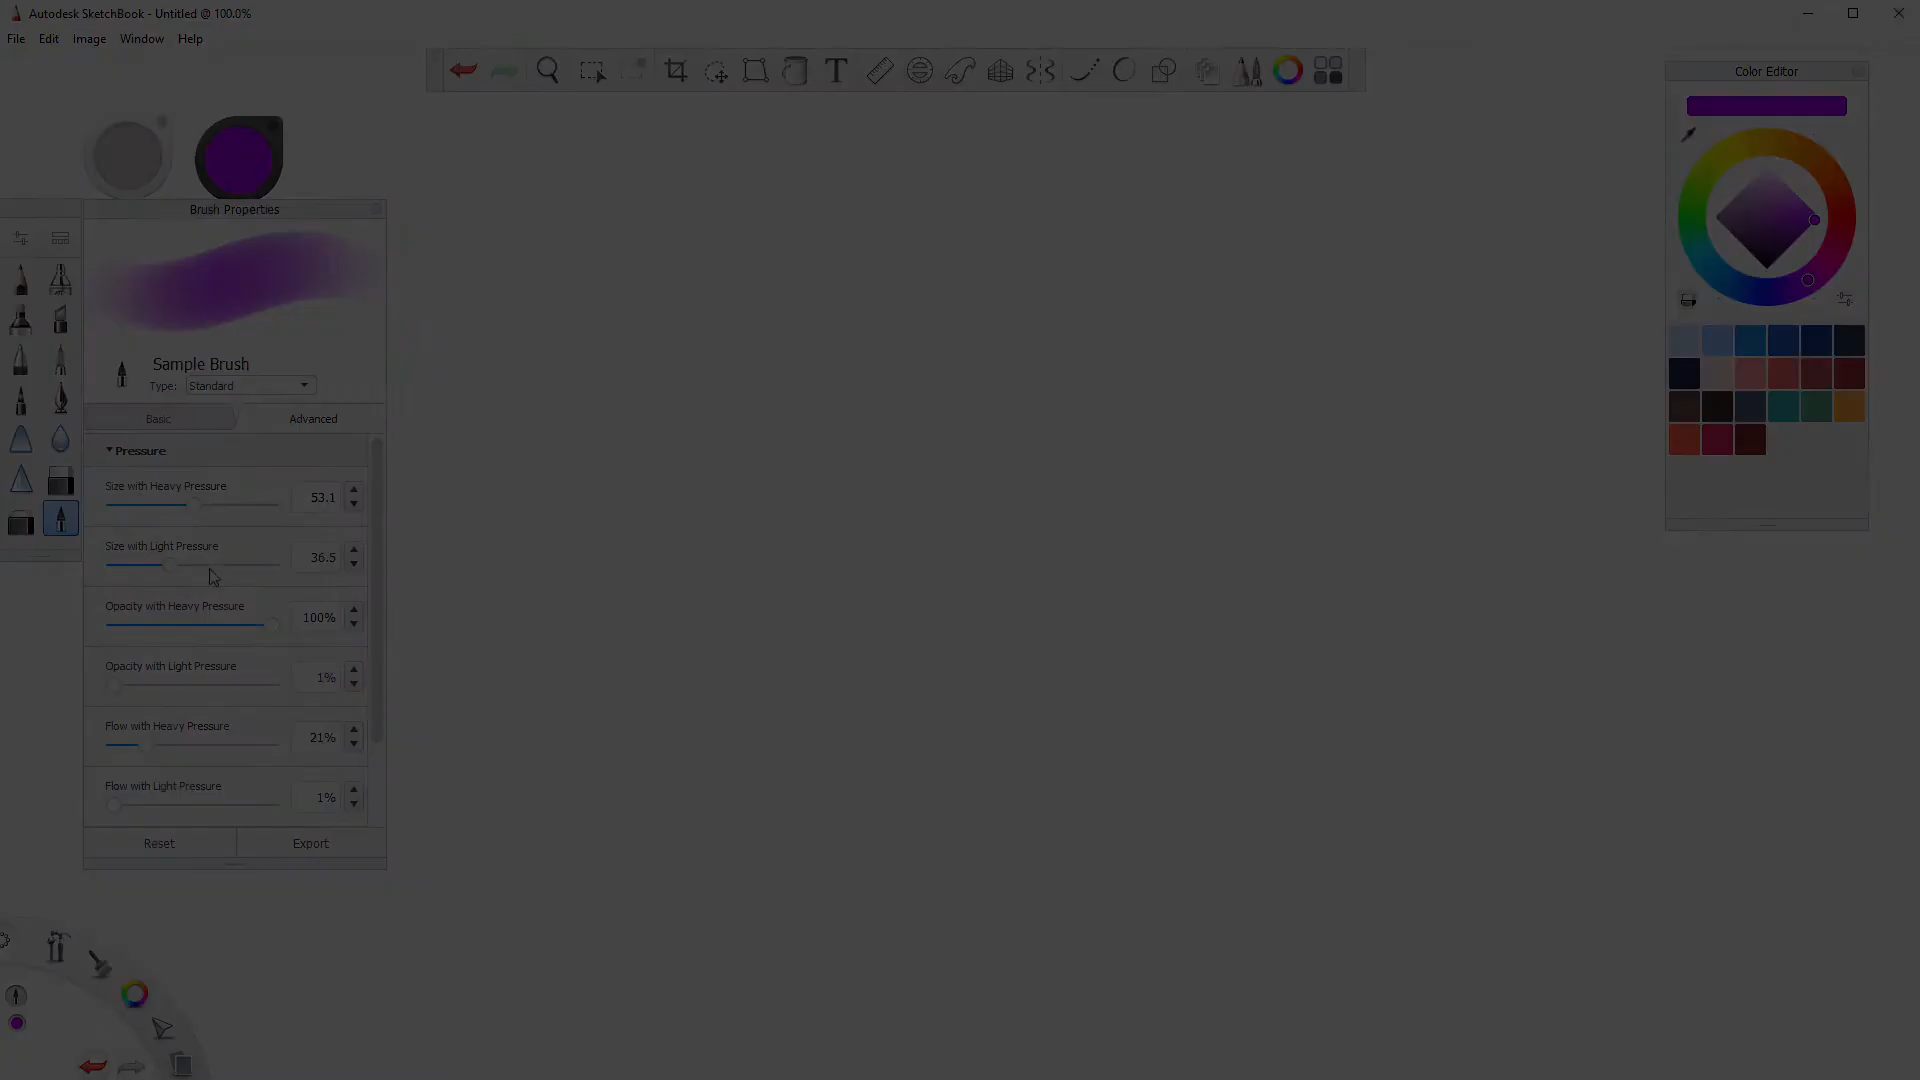 Autodesk SketchBook - Untitled @ 100.0%
File Edit Image Window Help
T
Color Editor
Brush Properties
Sample Brush
Type: Standard
Basic Advanced
Pressure
Size with Heavy Pressure
53.1
Size with Light Pressure
36.5
Opacity with Heavy Pressure
100%
Opacity with Light Pressure
1%
Flow with Heavy Pressure
21%
Flow with Light Pressure
1%
Reset Export